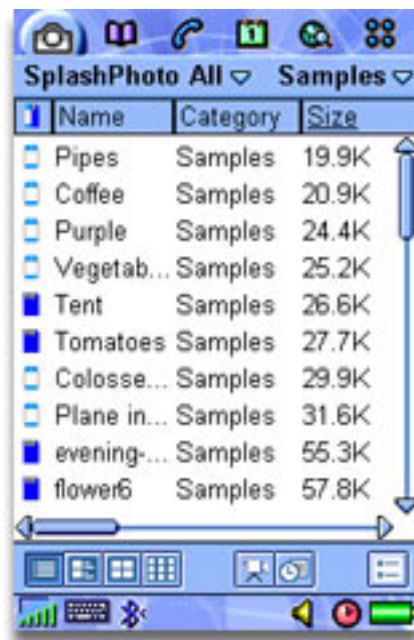 1
SplashPhoto All Samples
Name Category Size
Pipes Samples 19.9K
Coffee Samples 20.9K
Purple Samples 24.4K
Vegetab... Samples 25.2K
Tent Samples 26.6K
Tomatoes Samples 27.7K
Colosse... Samples 29.9K
Plane in... Samples 31.6K
evening-... Samples 55.3K
flower6 Samples 57.8K